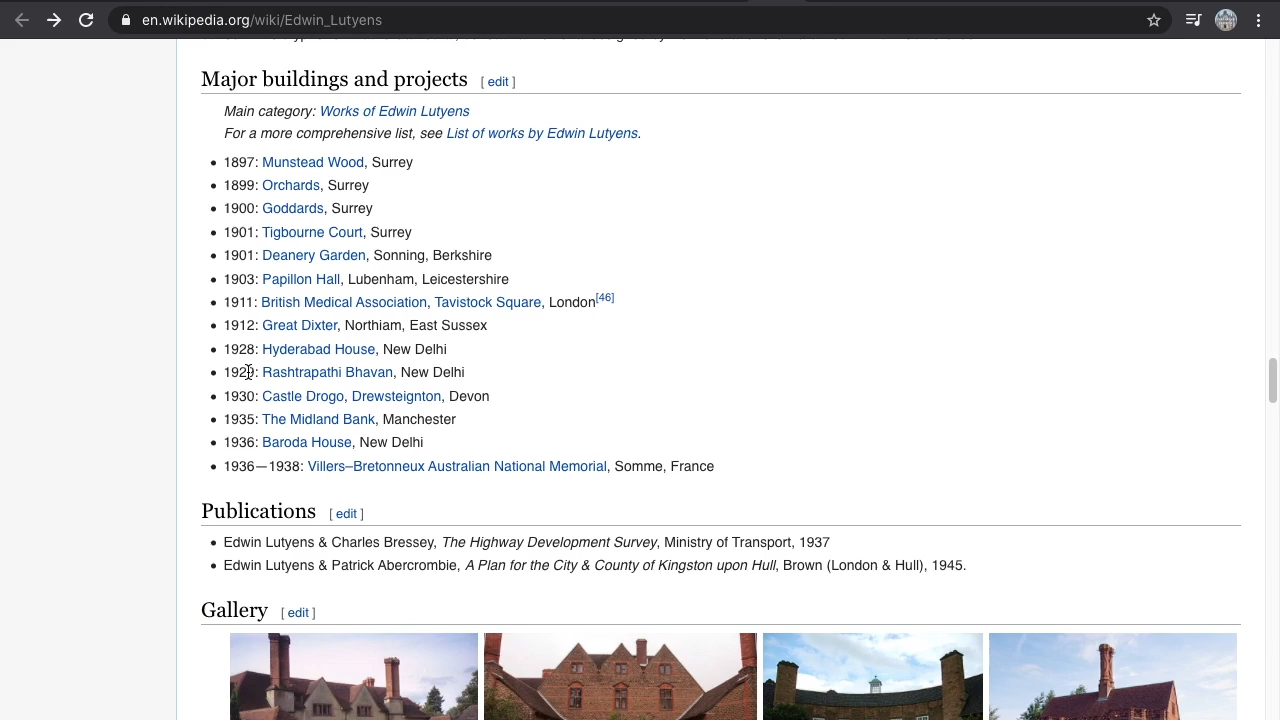 en.wikipedia.org/wiki/Edwin_Lutyens
Major buildings and projects [ edit ]
Main category: Works of Edwin Lutyens
For a more comprehensive list, see List of works by Edwin Lutyens.
• 1897: Munstead Wood, Surrey
• 1899: Orchards, Surrey
• 1900: Goddards, Surrey
• 1901: Tigbourne Court, Surrey
• 1901: Deanery Garden, Sonning, Berkshire
• 1903: Papillon Hall, Lubenham, Leicestershire
• 1911: British Medical Association, Tavistock Square, London[46]
• 1912: Great Dixter, Northiam, East Sussex
• 1928: Hyderabad House, New Delhi
• 1929: Rashtrapathi Bhavan, New Delhi
• 1930: Castle Drogo, Drewsteignton, Devon
• 1935: The Midland Bank, Manchester
• 1936: Baroda House, New Delhi
• 1936—1938: Villers–Bretonneux Australian National Memorial, Somme, France
Publications [ edit ]
• Edwin Lutyens & Charles Bressey, The Highway Development Survey, Ministry of Transport, 1937
• Edwin Lutyens & Patrick Abercrombie, A Plan for the City & County of Kingston upon Hull, Brown (London & Hull), 1945.
Gallery [ edit ]